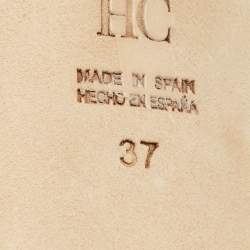 HC
MADE IN SPAIN
HECHO EN ESPAÑA
37